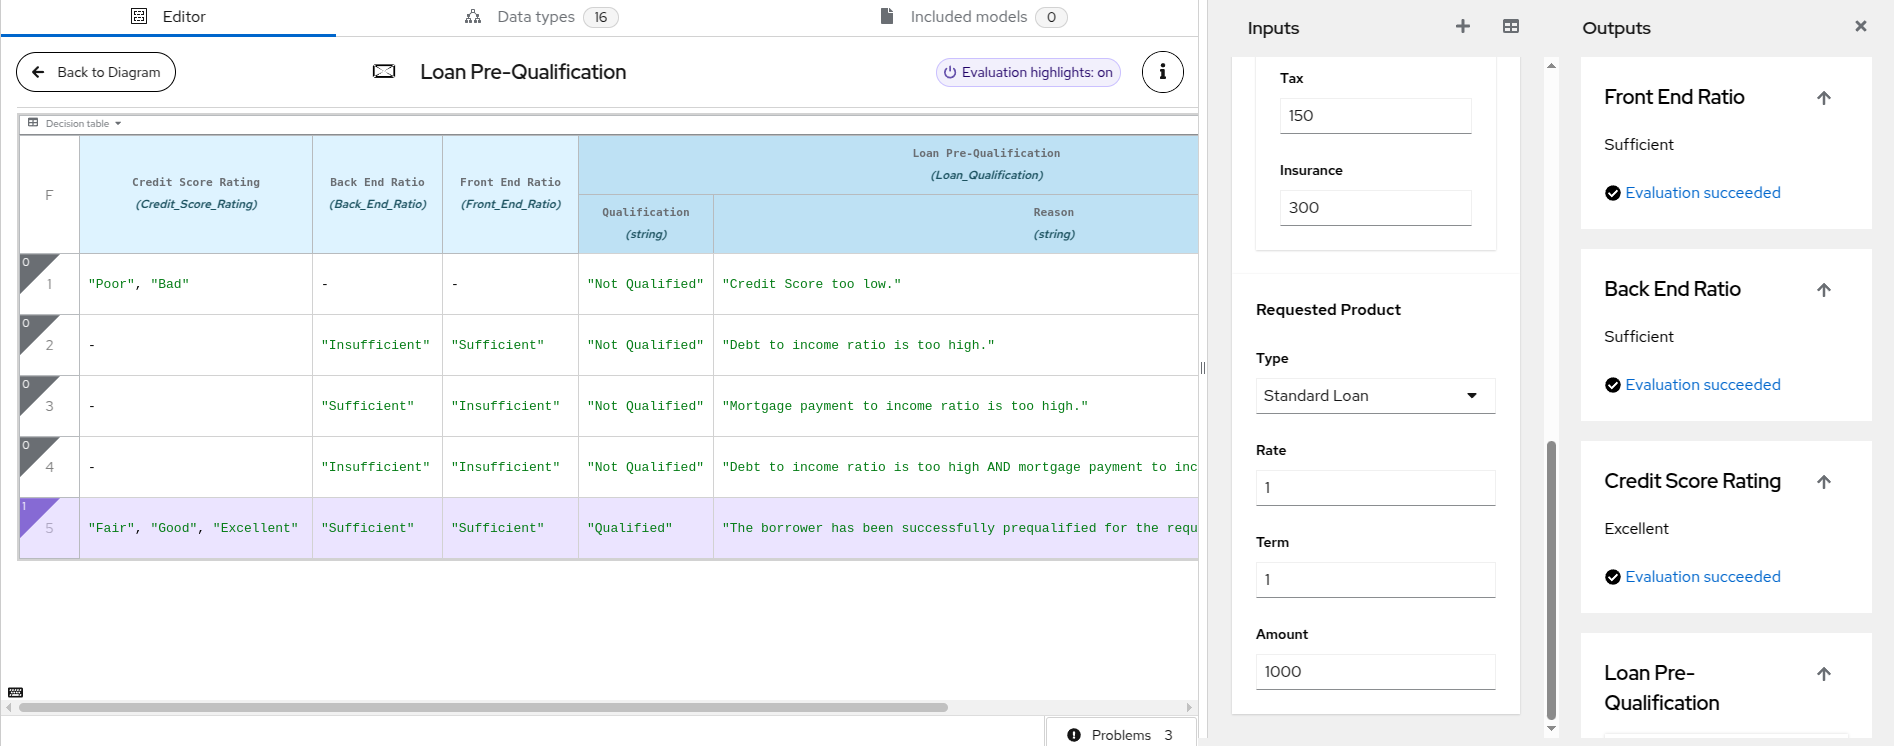 Editor
Data types 16
Included models 0
Back to Diagram
Loan Pre-Qualification
Evaluation highlights: on
Decision table
F
Credit Score Rating
(Credit_Score_Rating)
Back End Ratio
(Back_End_Ratio)
Front End Ratio
(Front_End_Ratio)
Loan Pre-Qualification
(Loan_Qualification)
Qualification
(string)
Reason
(string)
0
1 "Poor", "Bad" - - "Not Qualified" "Credit Score too low."
0
2 - "Insufficient" "Sufficient" "Not Qualified" "Debt to income ratio is too high."
0
3 - "Sufficient" "Insufficient" "Not Qualified" "Mortgage payment to income ratio is too high."
0
4 - "Insufficient" "Insufficient" "Not Qualified" "Debt to income ratio is too high AND mortgage payment to inc
1
5 "Fair", "Good", "Excellent" "Sufficient" "Sufficient" "Qualified" "The borrower has been successfully prequalified for the requ
Problems 3
Inputs
Tax
150
Insurance
300
Requested Product
Type
Standard Loan
Rate
1
Term
1
Amount
1000
Outputs
Front End Ratio
Sufficient
Evaluation succeeded
Back End Ratio
Sufficient
Evaluation succeeded
Credit Score Rating
Excellent
Evaluation succeeded
Loan Pre-
Qualification